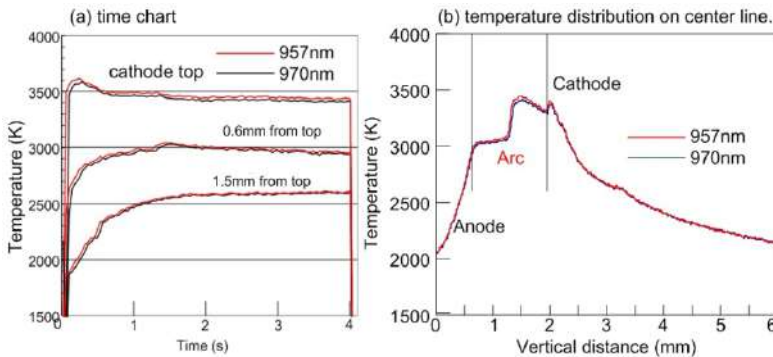 (a) time chart
4000
3500
3000
2500
2000
1500
Temperature (K)
957nm
970nm
cathode top
0.6mm from top
1.5mm from top
0 1 2 3 4
Time (s)
(b) temperature distribution on center line.
4000
3500
3000
2500
2000
1500
Temperature (K)
Cathode
957nm
970nm
Arc
Anode
0 1 2 3 4 5 6
Vertical distance (mm)